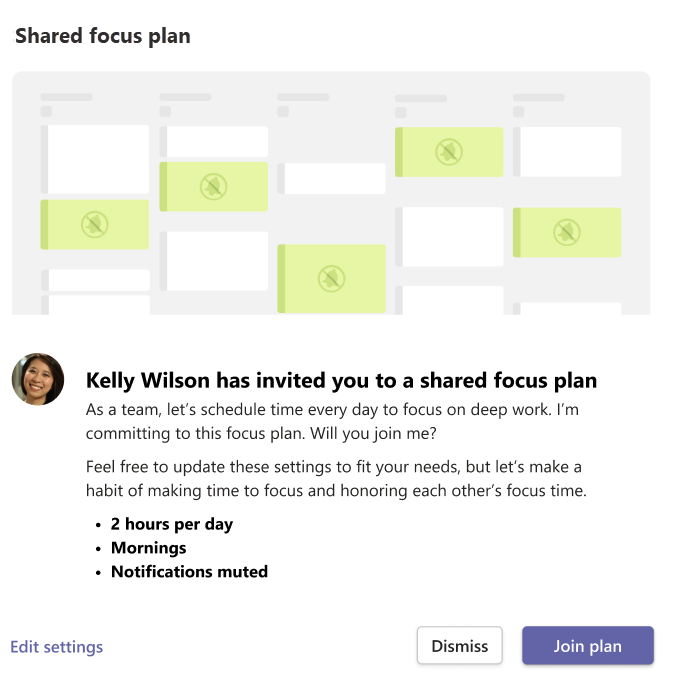 Shared focus plan
Kelly Wilson has invited you to a shared focus plan
As a team, let’s schedule time every day to focus on deep work. I’m
committing to this focus plan. Will you join me?
Feel free to update these settings to fit your needs, but let’s make a
habit of making time to focus and honoring each other’s focus time.
• 2 hours per day
• Mornings
• Notifications muted
Edit settings
Dismiss
Join plan